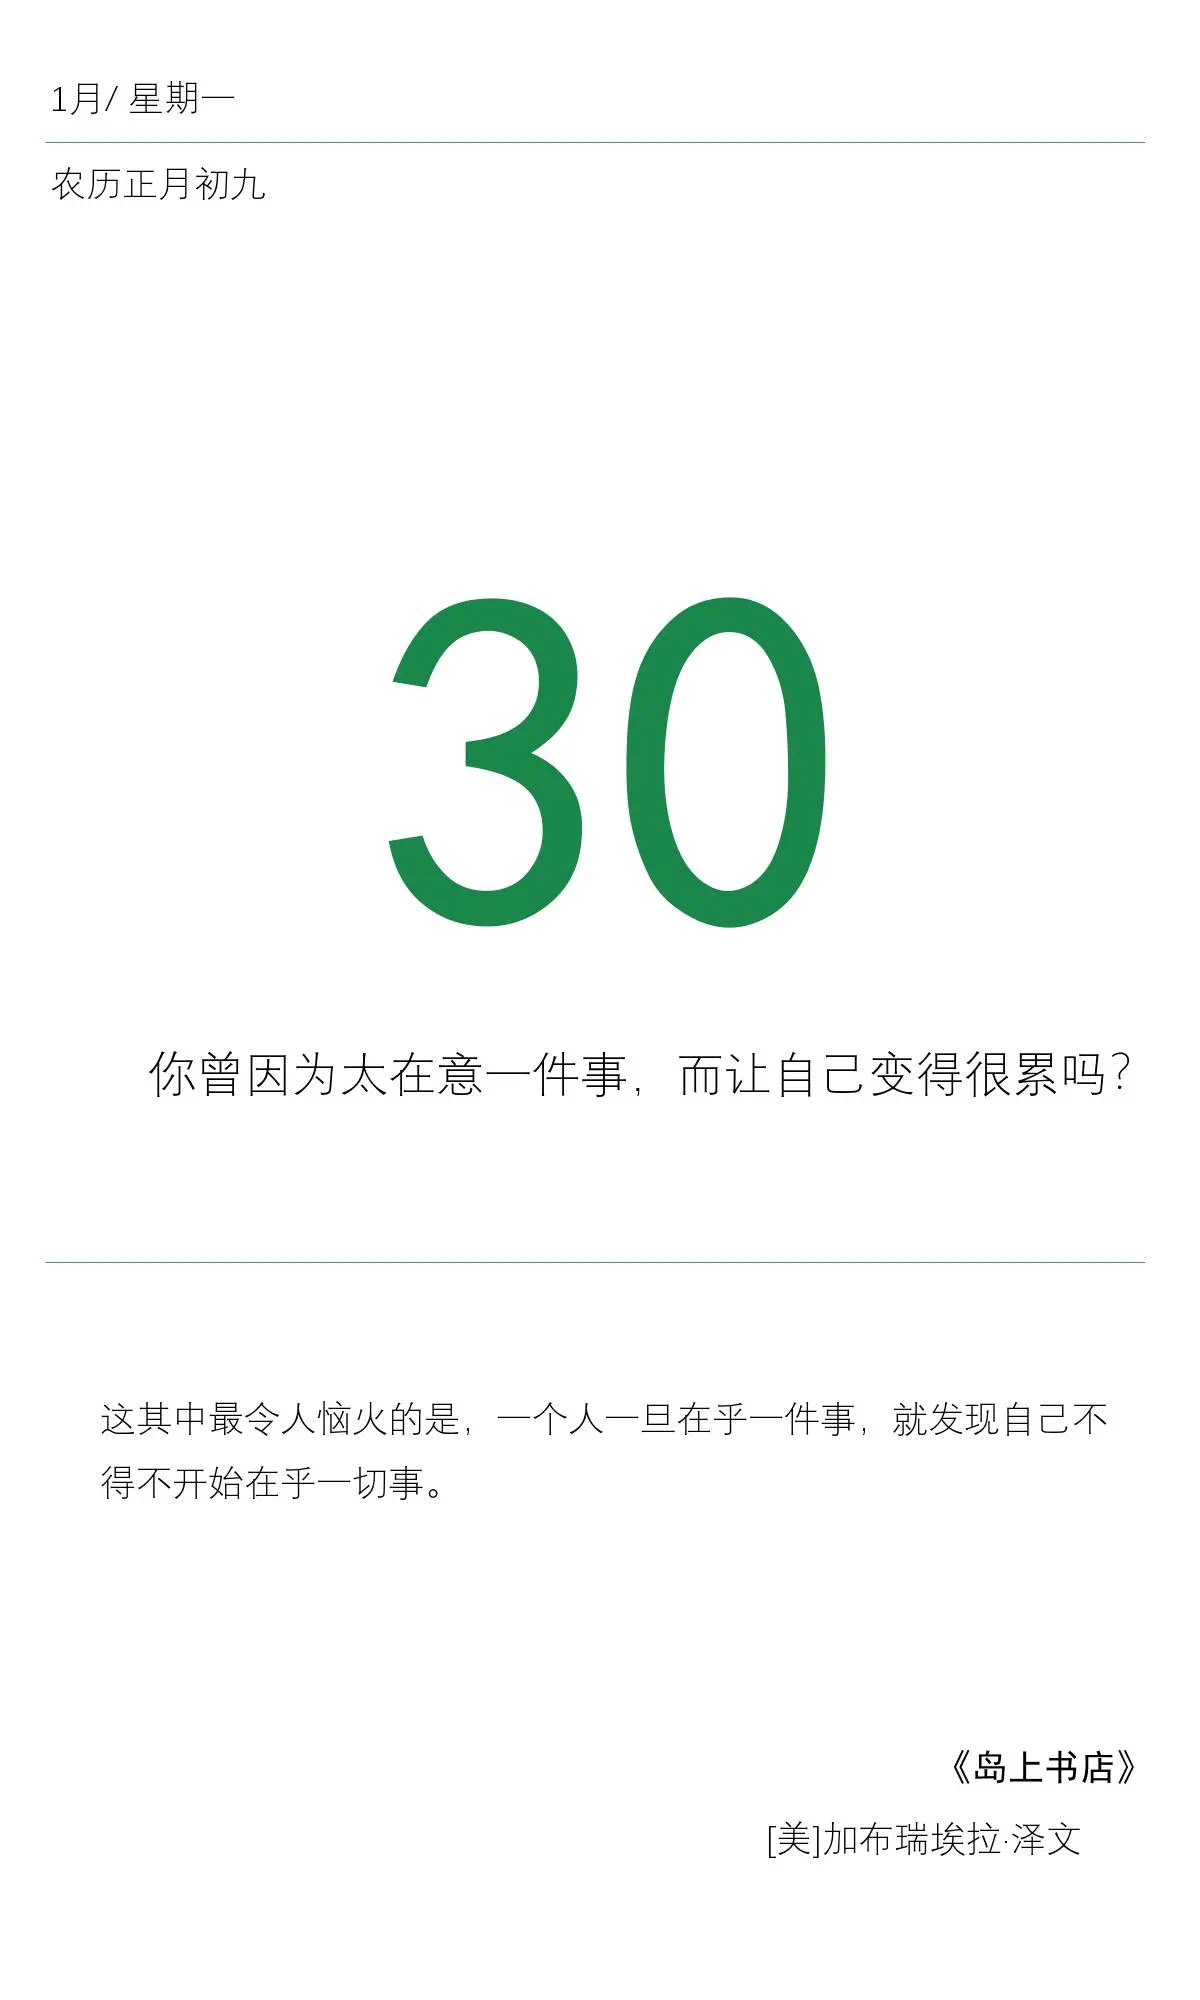 1月/ 星期一
农历正月初九
30
你曾因为太在意一件事，而让自己变得很累吗？
这其中最令人恼火的是，一个人一旦在乎一件事，就发现自己不
得不开始在乎一切事。
《岛上书店》
[美]加布瑞埃拉·泽文